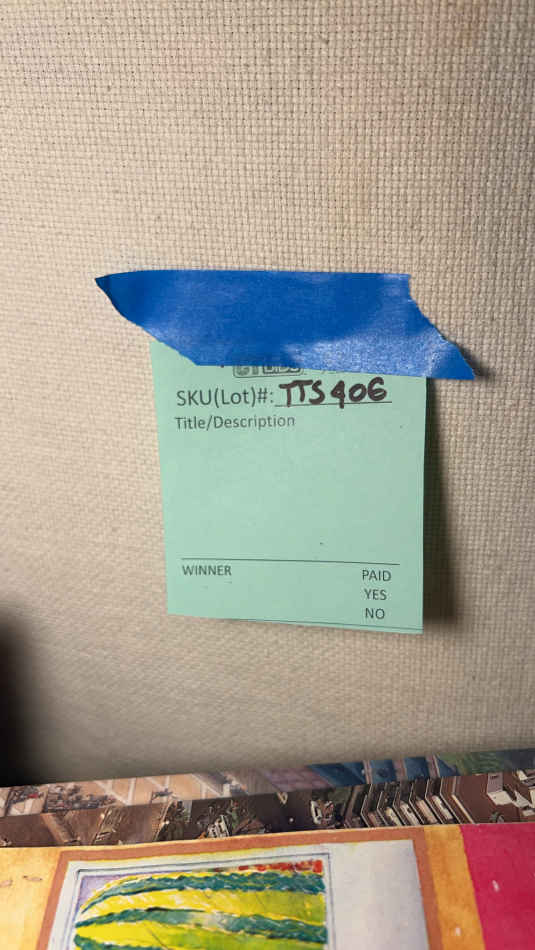 SKU(Lot)#: TTS406
Title/Description
WINNER
PAID
YES
NO